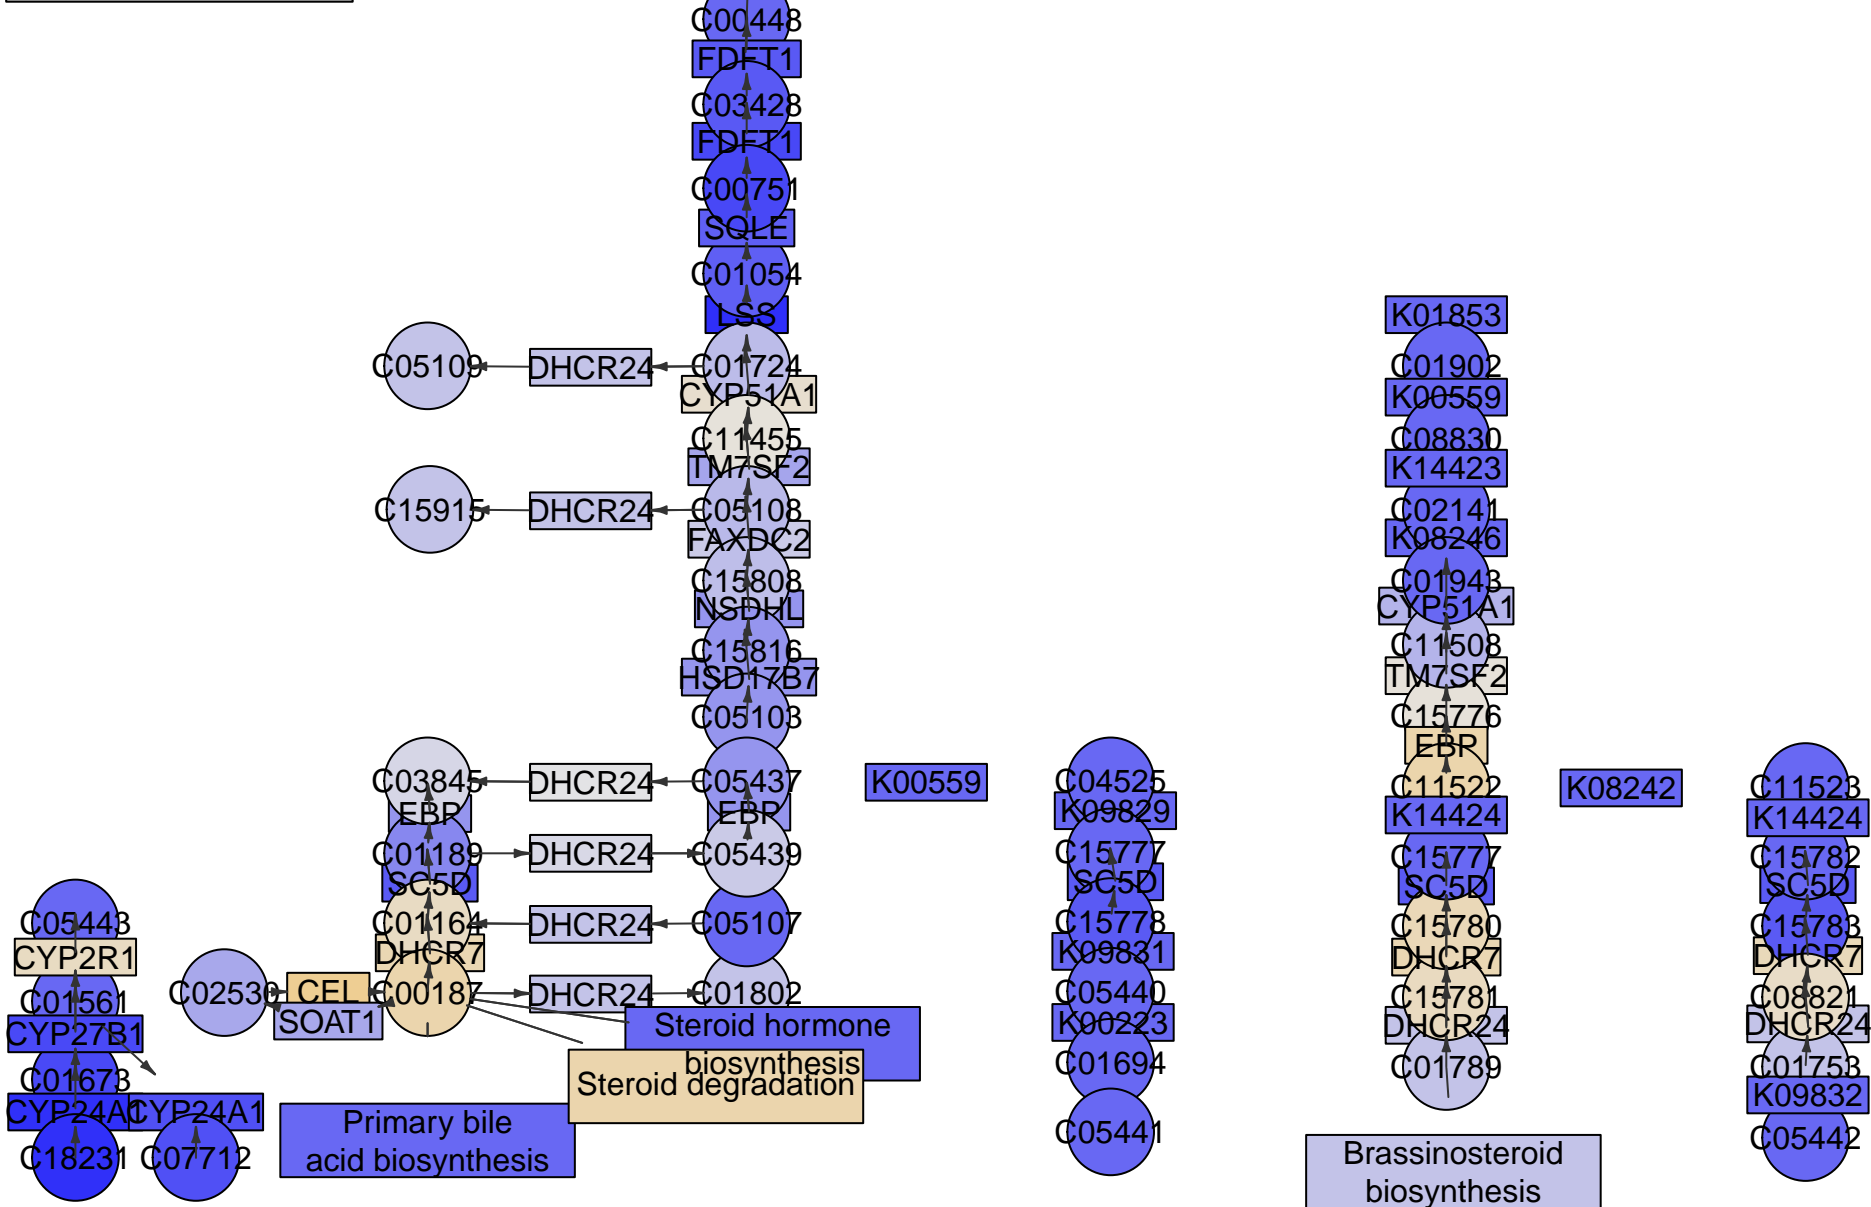 C00448
FDFT1
C03428
FDFT1
C00751
SQLE
C01054
LSS
C05109
DHCR24
C01724
CYP51A1
C11455
TM7SF2
C15915
DHCR24
C05108
FAXDC2
C15808
NSDHL
C15816
HSD17B7
C05103
C03845
DHCR24
C05437
EBP
EBP
C01189
DHCR24
C05439
SC5D
C01164
DHCR24
C05107
DHCR7
C02530
CEL
C00187
DHCR24
C01802
SOAT1
C05443
CYP2R1
C01561
CYP27B1
C01673
CYP24A1
CYP24A1
C18231
C07712
Steroid hormone
biosynthesis
Steroid degradation
Primary bile
acid biosynthesis
K00559
C04525
K09829
C15777
SC5D
C15778
K09831
C05440
K00223
C01694
C05441
K01853
C01902
K00559
C08830
K14423
C02141
K08246
C01943
CYP51A1
C11508
TM7SF2
C15776
EBP
C11522
K14424
C15777
SC5D
C15780
DHCR7
C15781
DHCR24
C01789
Brassinosteroid
biosynthesis
K08242
C11523
K14424
C15782
SC5D
C15783
DHCR7
C08821
DHCR24
C01753
K09832
C05442